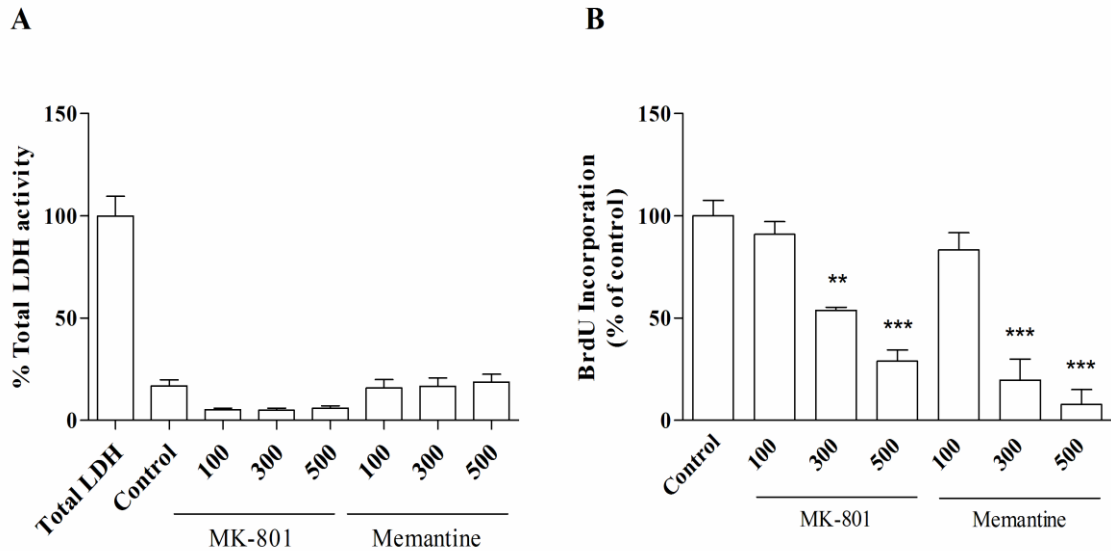 A
% Total LDH activity
150
100
50
0
Total LDH
Control
100
300
500
100
300
500
MK-801
Memantine
B
BrdU Incorporation
(% of control)
150
100
50
0
**
***
***
***
Control
100
300
500
100
300
500
MK-801
Memantine